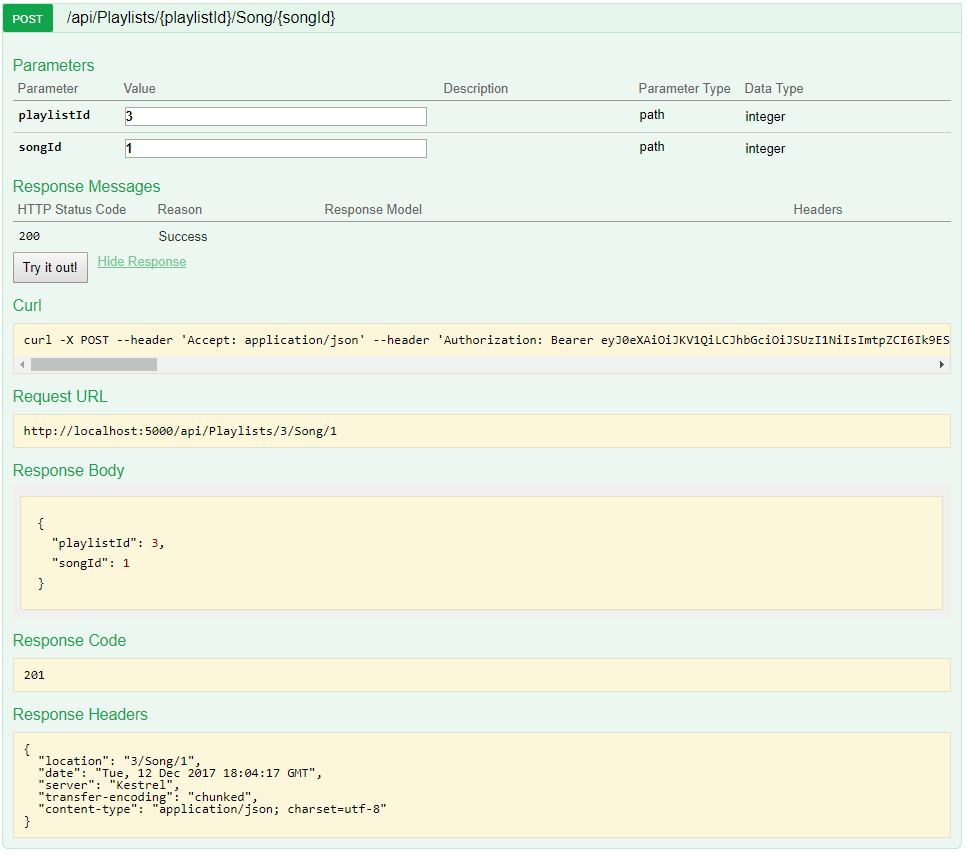 POST /api/Playlists/{playlistId}/Song/{songId}
Parameters
Parameter Value Description Parameter Type Data Type
playlistId 3 path integer
songId 1 path integer
Response Messages
HTTP Status Code Reason Response Model Headers
200 Success
Try it out! Hide Response
Curl
curl -X POST --header 'Accept: application/json' --header 'Authorization: Bearer eyJ0eXAiOiJKV1QiLCJhbGciOiJSUzI1NiIsImtpZCI6Ik9ES
Request URL
http://localhost:5000/api/Playlists/3/Song/1
Response Body
{
"playlistId": 3,
"songId": 1
}
Response Code
201
Response Headers
{
"location": "3/Song/1",
"date": "Tue, 12 Dec 2017 18:04:17 GMT",
"server": "Kestrel",
"transfer-encoding": "chunked",
"content-type": "application/json; charset=utf-8"
}